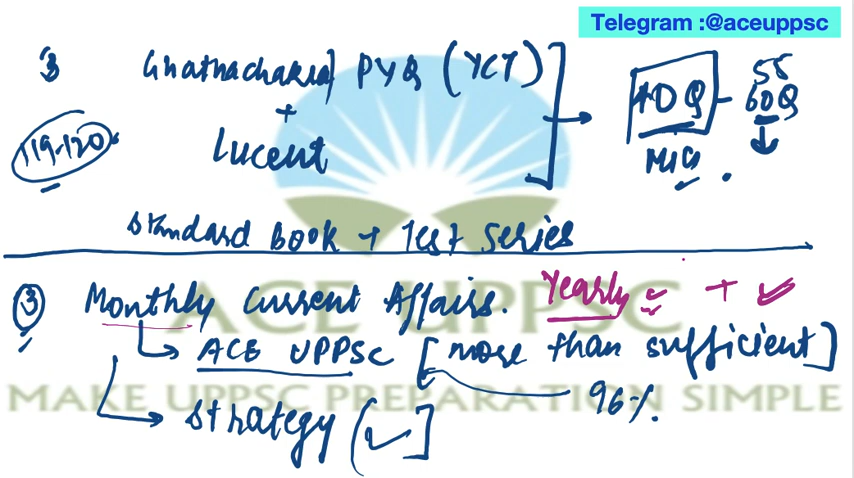 Telegram :@aceuppsc
3 Ghatnachakra PYQ (YCT) 55
+ → 40Q - 60Q
119-120 Lucent MIG
Standard Book + Test Series
3 Monthly Current Affairs. Yearly +
ACE UPPSC
→ ACE UPPSC [more than sufficient]
MAKE UPPSC PREPARATION SIMPLE
96%.
→ Strategy ( ]